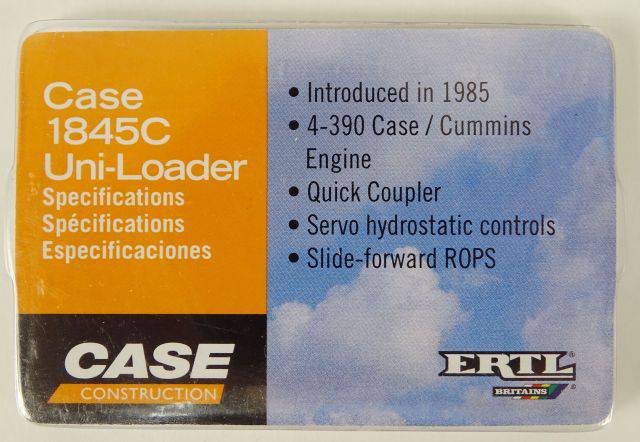 Case
1845C
Uni-Loader
Specifications
Spécifications
Especificaciones
• Introduced in 1985
• 4-390 Case / Cummins
Engine
• Quick Coupler
• Servo hydrostatic controls
• Slide-forward ROPS
CASE
CONSTRUCTION
ERTL®
BRITAINS®